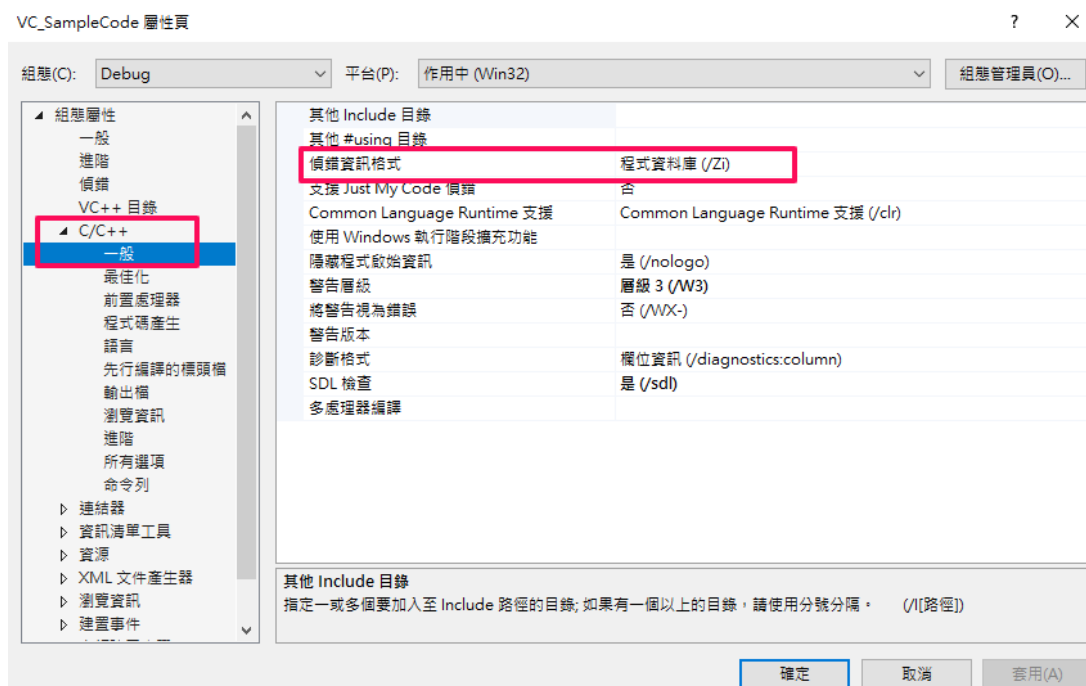 VC_SampleCode 屬性頁
組態(C): Debug 平台(P): 作用中 (Win32) 組態管理員(O)...
組態屬性
一般
進階
偵錯
VC++ 目錄
C/C++
一般
最佳化
前置處理器
程式碼產生
語言
先行編譯的標頭檔
輸出檔
瀏覽資訊
進階
所有選項
命令列
連結器
資訊清單工具
資源
XML 文件產生器
瀏覽資訊
建置事件
其他 Include 目錄
其他 #using 目錄
偵錯資訊格式 程式資料庫 (/Zi)
支援 Just My Code 偵錯 否
Common Language Runtime 支援 Common Language Runtime 支援 (/clr)
使用 Windows 執行階段擴充功能
隱藏程式啟始資訊 是 (/nologo)
警告層級 層級 3 (/W3)
將警告視為錯誤 否 (/WX-)
警告版本
診斷格式 欄位資訊 (/diagnostics:column)
SDL 檢查 是 (/sdl)
多處理器編譯
其他 Include 目錄
指定一或多個要加入至 Include 路徑的目錄; 如果有一個以上的目錄，請使用分號分隔。 (/I[路徑])
確定 取消 套用(A)